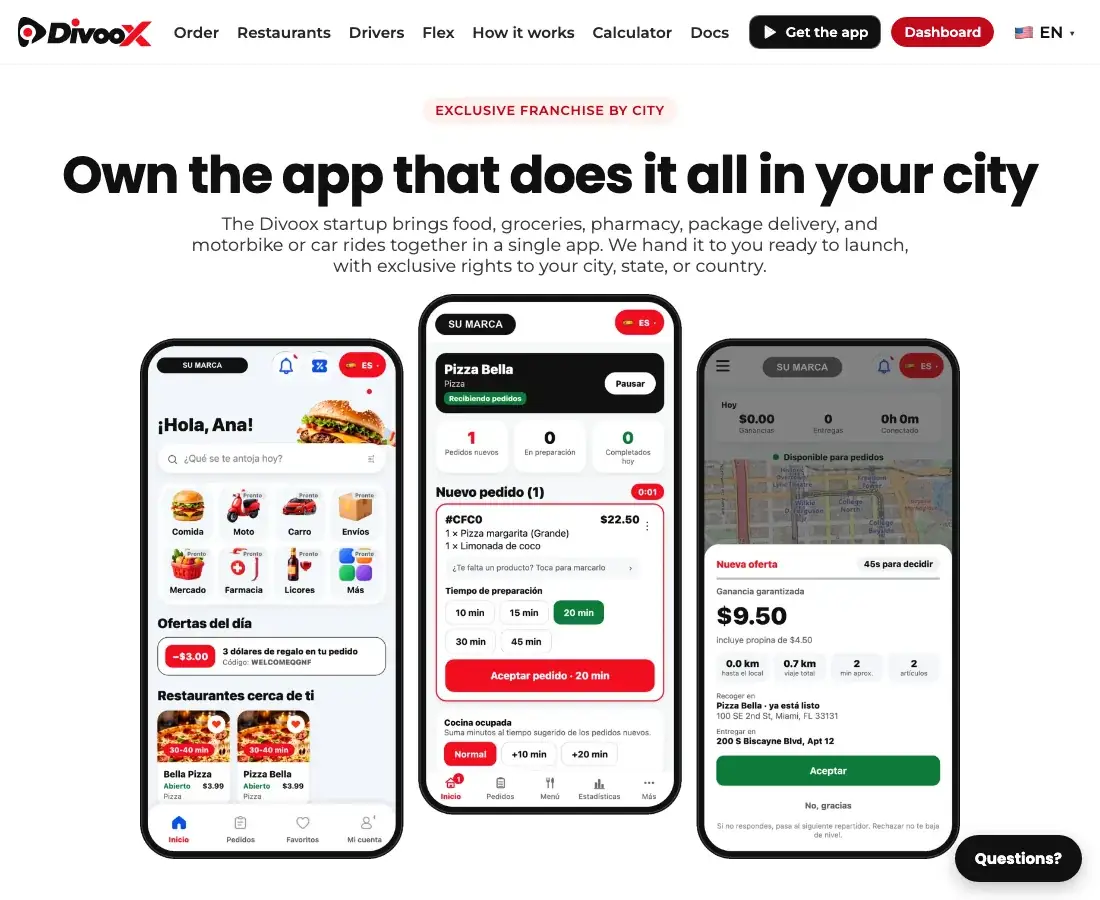 DivooX
Order
Restaurants
Drivers
Flex
How it works
Calculator
Docs
Get the app
Dashboard
EN
EXCLUSIVE FRANCHISE BY CITY
Own the app that does it all in your city
The Divoox startup brings food, groceries, pharmacy, package delivery, and
motorbike or car rides together in a single app. We hand it to you ready to launch,
with exclusive rights to your city, state, or country.
SU MARCA
ES
¡Hola, Ana!
¿Qué se te antoja hoy?
Comida
Pronto
Moto
Pronto
Carro
Pronto
Envíos
Pronto
Mercado
Pronto
Farmacia
Pronto
Licores
Pronto
Más
Ofertas del día
−$3.00
3 dólares de regalo en tu pedido
Código: WELCOMEQGNF
Restaurantes cerca de ti
30-40 min
30-40 min
Bella Pizza
Abierto $3.99
Pizza
Pizza Bella
Abierto $3.99
Pizza
Inicio
Pedidos
Favoritos
Mi cuenta
SU MARCA
ES
Pizza Bella
Pizza
Recibiendo pedidos
Pausar
1
Pedidos nuevos
0
En preparación
0
Completados
hoy
Nuevo pedido (1)
0:01
#CFC0 $22.50
1 × Pizza margarita (Grande)
1 × Limonada de coco
¿Te falta un producto? Toca para marcarlo
Tiempo de preparación
10 min
15 min
20 min
30 min
45 min
Aceptar pedido · 20 min
Cocina ocupada
Suma minutos al tiempo sugerido de los pedidos nuevos.
Normal
+10 min
+20 min
1
Inicio
Pedidos
Menú
Estadísticas
Más
SU MARCA
ES
Hoy
$0.00
Ganancias
0
Entregas
0h 0m
Conectado
Disponible para pedidos
College
North
College
Bayside
Nueva oferta
45s para decidir
Ganancia garantizada
$9.50
incluye propina de $4.50
0.0 km
hasta el local
0.7 km
viaje total
2
min aprox.
2
artículos
Recoger en
Pizza Bella · ya está listo
100 SE 2nd St, Miami, FL 33131
Entregar en
200 S Biscayne Blvd, Apt 12
Aceptar
No, gracias
Si no respondes, pasa al siguiente repartidor. Rechazar no te baja
de nivel.
Questions?